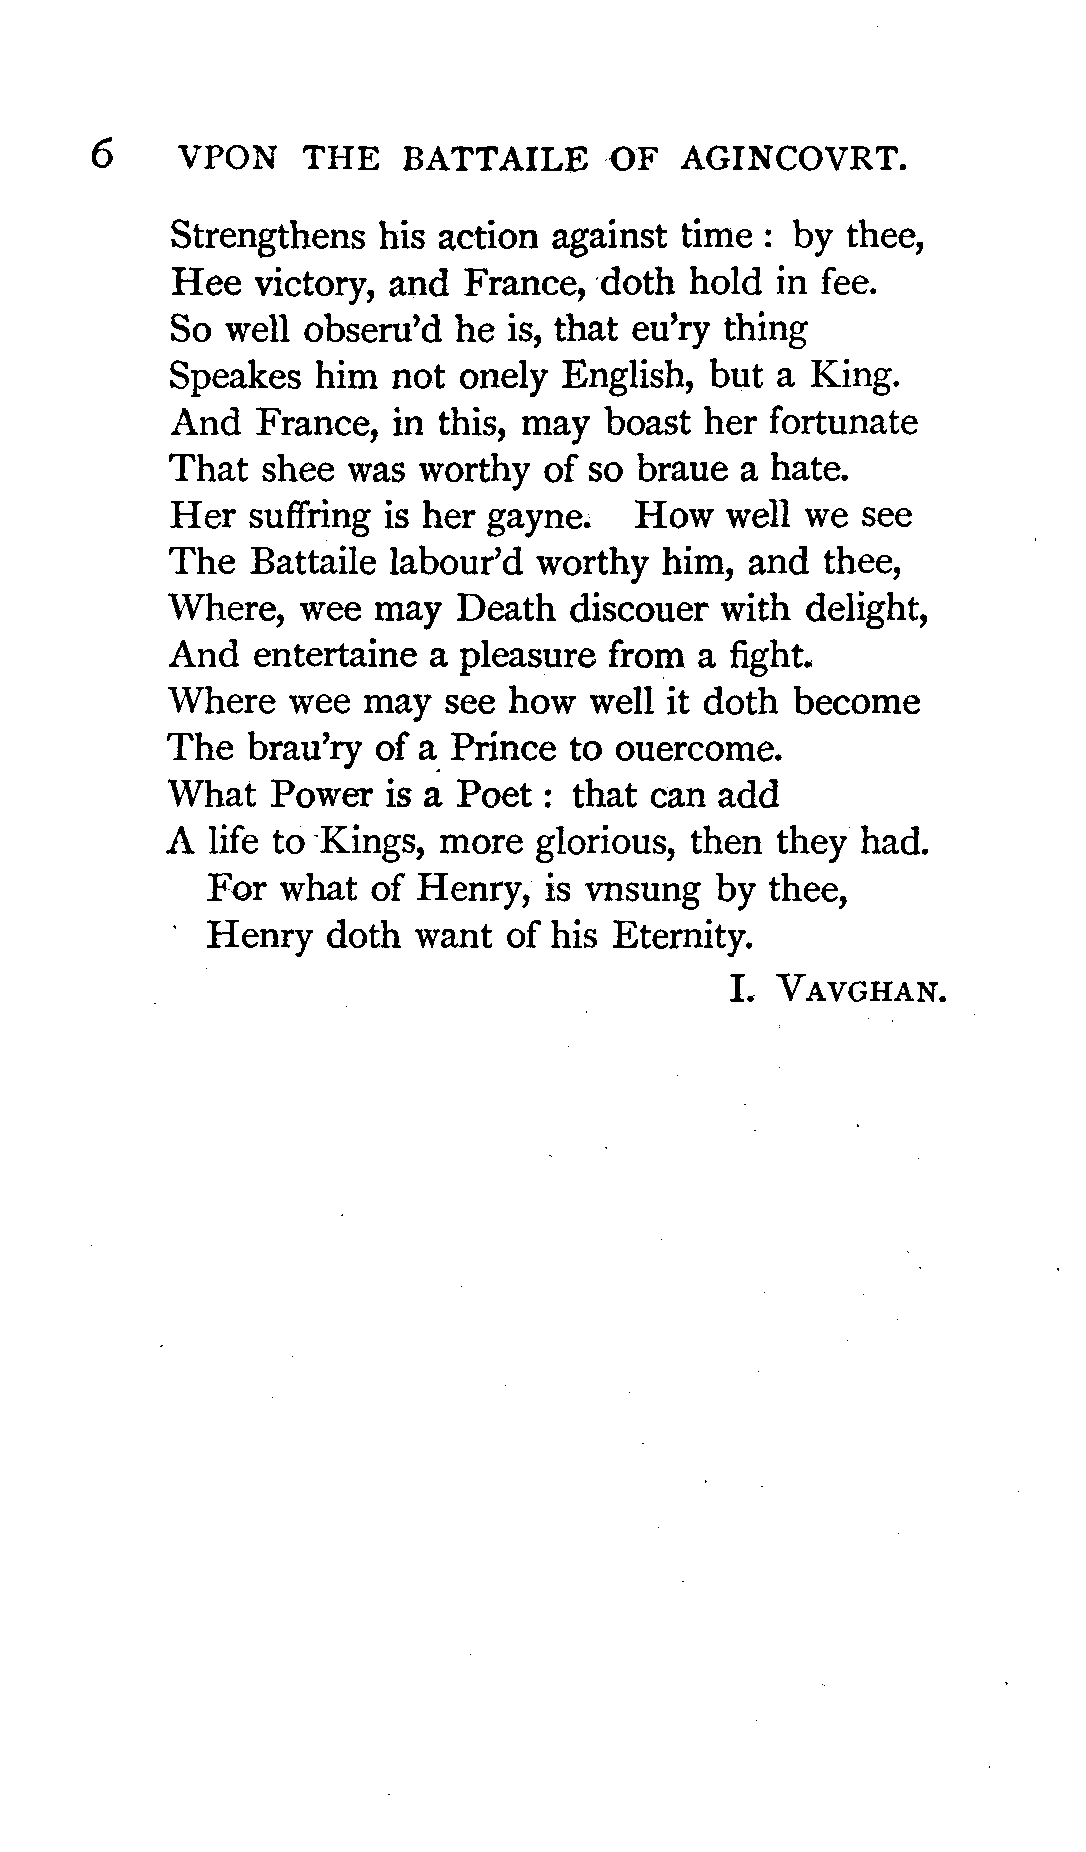 6 VPON THE BATTAILE OF AGINCOVRT.
Strengthens his action against time : by thee,
Hee victory, and France, doth hold in fee.
So well obseru'd he is, that eu'ry thing
Speakes him not onely English, but a King.
And France, in this, may boast her fortunate
That shee was worthy of so braue a hate.
Her suffring is her gayne. How well we see
The Battaile labour'd worthy him, and thee,
Where, wee may Death discouer with delight,
And entertaine a pleasure from a fight.
Where wee may see how well it doth become
The brau'ry of a Prince to ouercome.
What Power is a Poet : that can add
A life to Kings, more glorious, then they had.
For what of Henry, is vnsung by thee,
Henry doth want of his Eternity.
I. VAVGHAN.